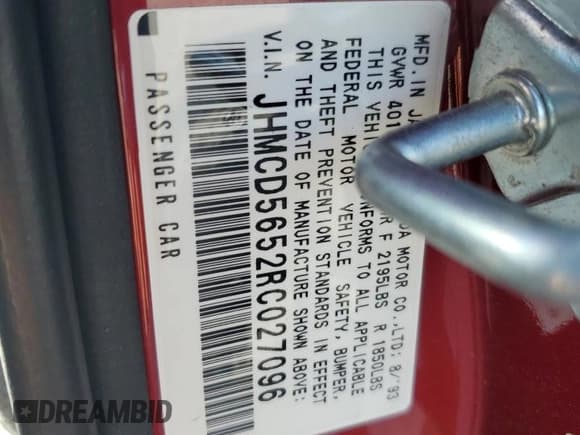 MFD. IN JA DA MOTOR CO., LTD: 8/'93
GVWR 401 R F 2195LBS R 1850LBS
THIS VEHI ONFORMS TO ALL APPLICABLE
FEDERAL MOTOR VEHICLE SAFETY, BUMPER,
AND THEFT PREVENTION STANDARDS IN EFFECT
ON THE DATE OF MANUFACTURE SHOWN ABOVE:
V.I.N. JHMCD5652RC027096
PASSENGER CAR
DREAMBID